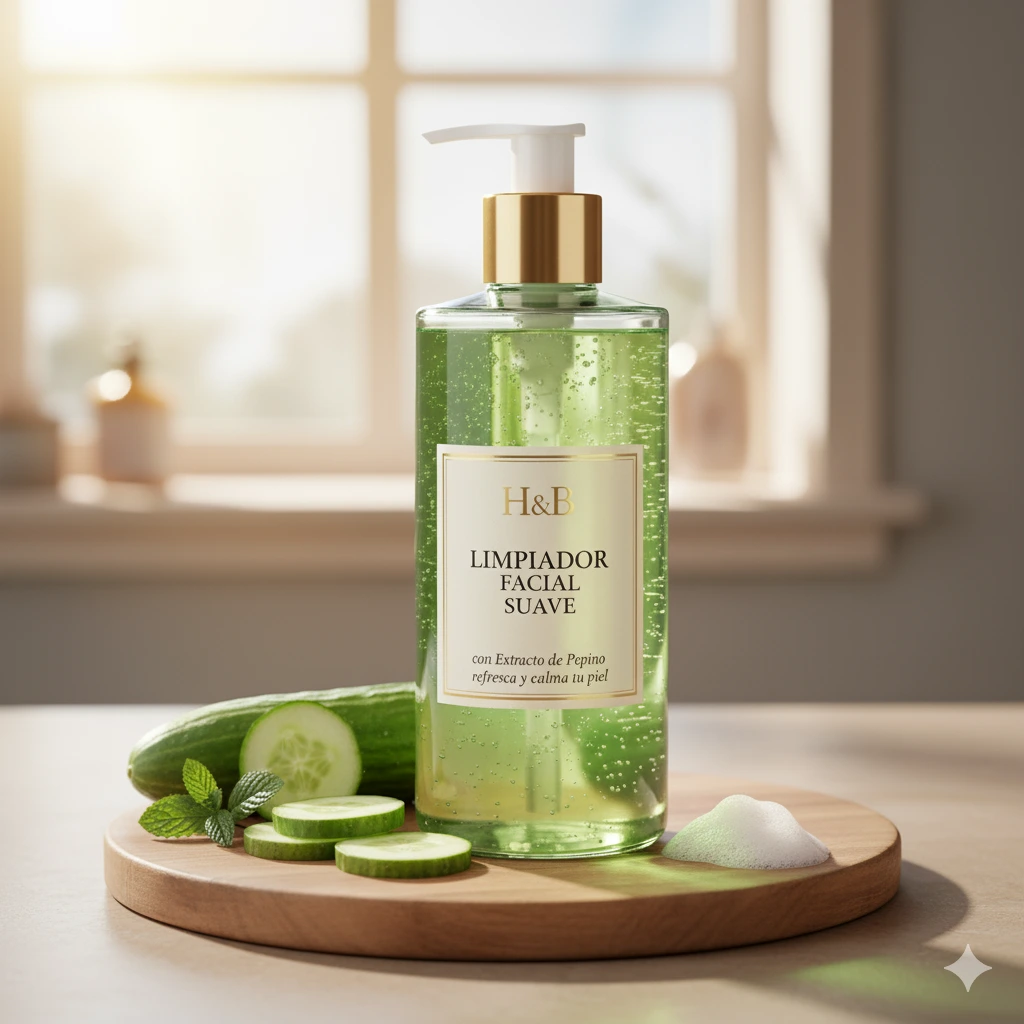 H&B
LIMPIADOR
FACIAL
SUAVE
con Extracto de Pepino
refresca y calma tu piel